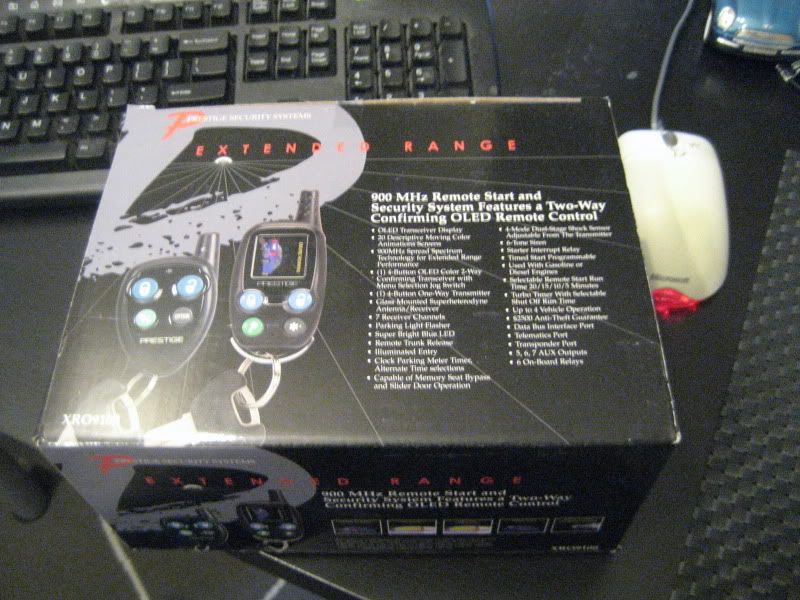 PRESTIGE SECURITY SYSTEMS
EXTENDED RANGE
900 MHz Remote Start and
Security System Features a Two-Way
Confirming OLED Remote Control
OLED Transceiver Display
20 Descriptive Moving Color
Animations Screens
900MHz Spread Spectrum
Technology for Extended Range
Performance
(1) 4-Button OLED Color 2-Way
Confirming Transceiver with
Menu Selection Jog Switch
(1) 4-Button One-Way Transmitter
Glass Mounted Superheterodyne
Antenna/Receiver
7 Receiver Channels
Parking Light Flasher
Super Bright Blue LED
Remote Trunk Release
Illuminated Entry
Clock Parking Meter Timer,
Alternate Time selections
Capable of Memory Seat Bypass
and Slider Door Operation
4-Mode Dual-Stage Shock Sensor
Adjustable From The Transmitter
6-Tone Siren
Starter Interrupt Relay
Timed Start Programmable
Used With Gasoline or
Diesel Engines
Selectable Remote Start Run
Time 20/15/10/5 Minutes
Turbo Timer With Selectable
Shut Off Run Time
Up to 4 Vehicle Operation
$2500 Anti-Theft Guarantee
Data Bus Interface Port
Telematics Port
Transponder Port
5, 6, 7 AUX Outputs
6 On-Board Relays
PRESTIGE
PRESTIGE
XRO9100
PRESTIGE SECURITY SYSTEMS
EXTENDED RANGE
900 MHz Remote Start and
Security System Features a Two-Way
Confirming OLED Remote Control
XRO9100
Microsoft